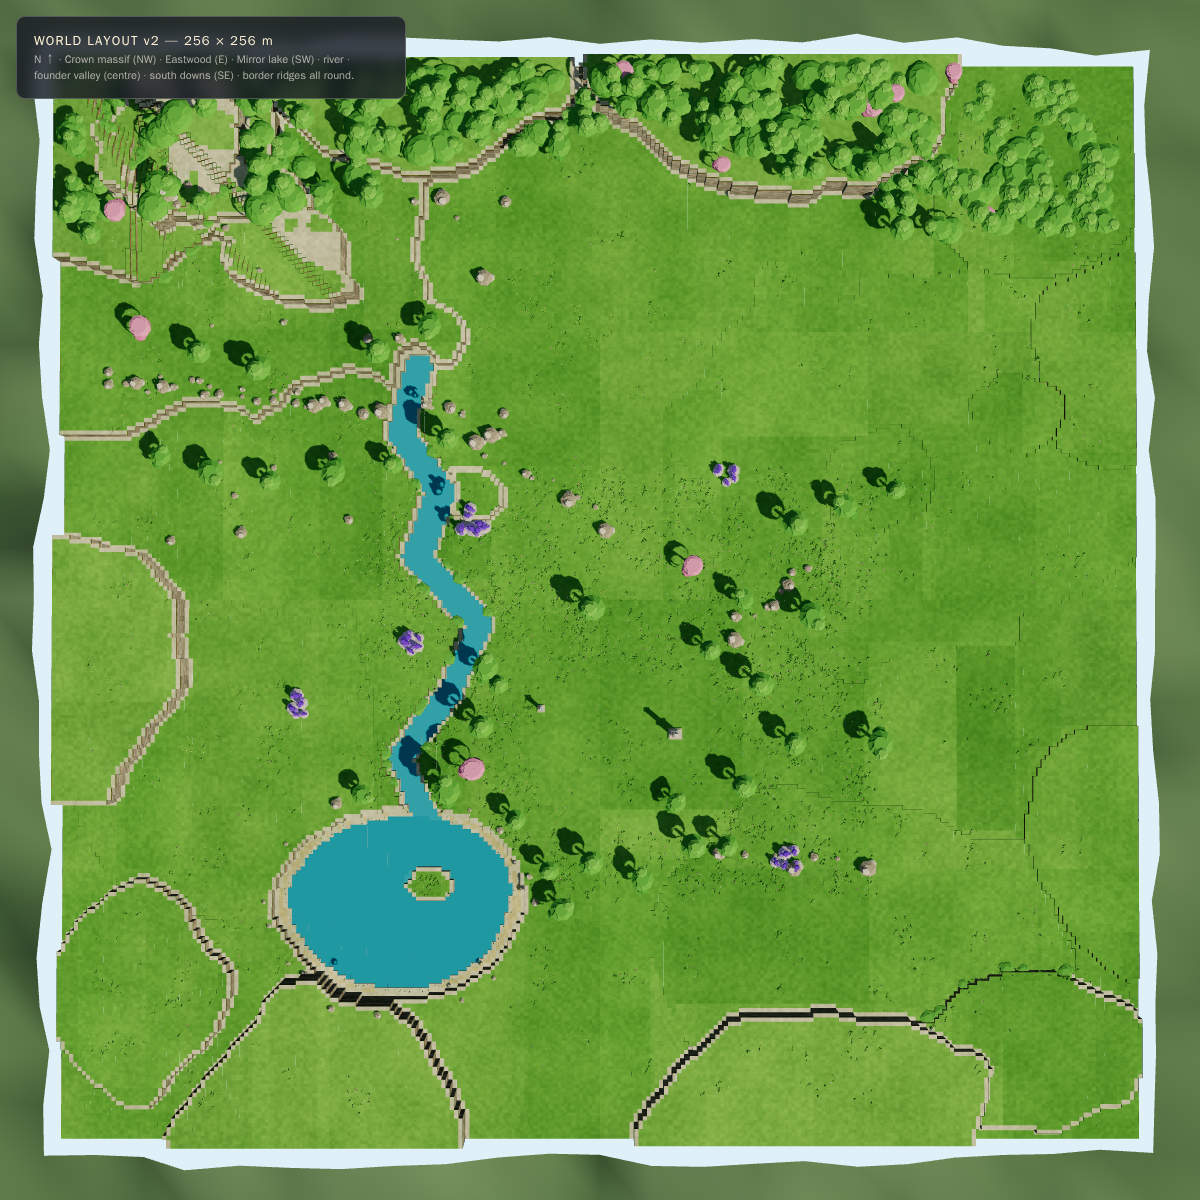 WORLD LAYOUT v2 — 256 × 256 m
N ↑ · Crown massif (NW) · Eastwood (E) · Mirror lake (SW) · river ·
founder valley (centre) · south downs (SE) · border ridges all round.